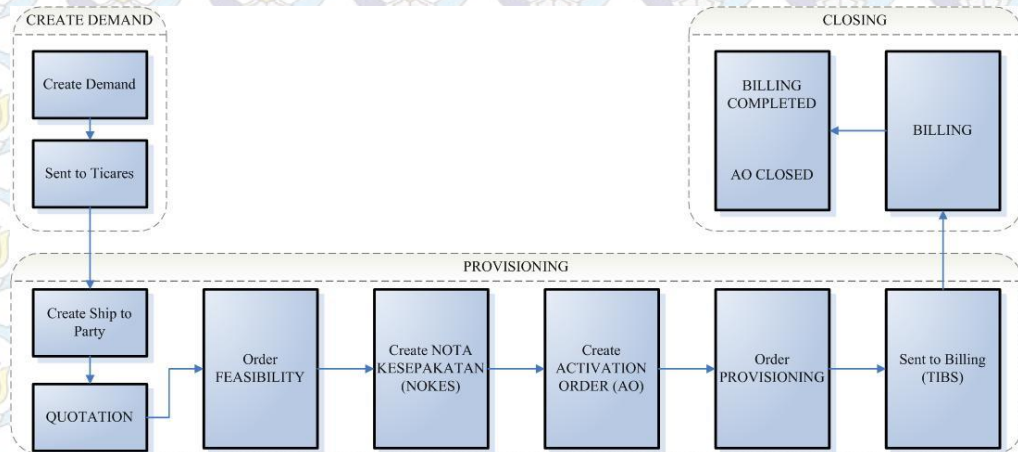 CREATE DEMAND
Create Demand
Sent to Ticares
CLOSING
BILLING
COMPLETED
AO CLOSED
BILLING
PROVISIONING
Create Ship to
Party
QUOTATION
Order
FEASIBILITY
Create NOTA
KESEPAKATAN
(NOKES)
Create
ACTIVATION
ORDER (AO)
Order
PROVISIONING
Sent to Billing
(TIBS)